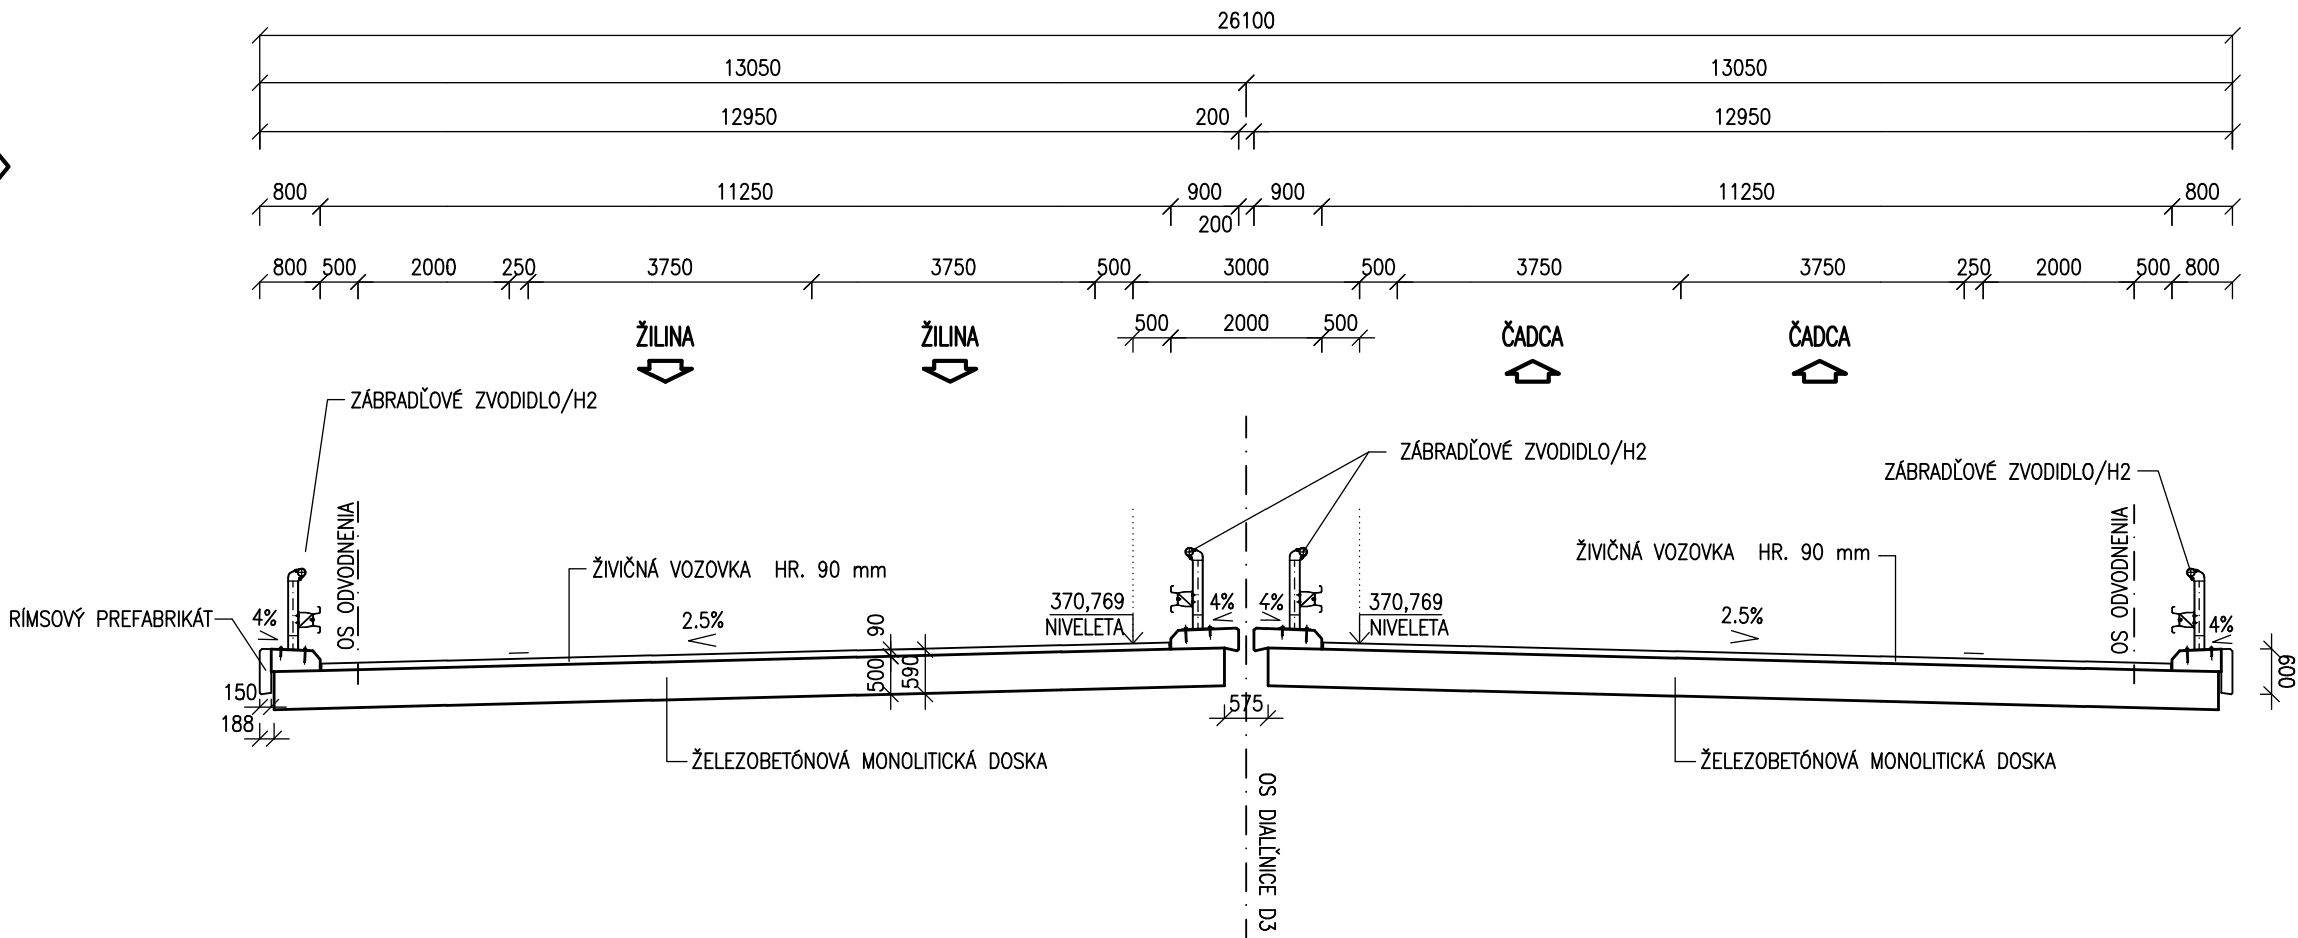 26100
13050 13050
12950 200 12950
800 11250 900 900 11250 800
200
800 500 2000 250 3750 3750 500 3000 500 3750 3750 250 2000 500 800
500 2000 500
ŽILINA ŽILINA ČADCA ČADCA
ZÁBRADĽOVÉ ZVODIDLO/H2
ZÁBRADĽOVÉ ZVODIDLO/H2
ZÁBRADĽOVÉ ZVODIDLO/H2
OS ODVODNENIA
OS ODVODNENIA
ŽIVIČNÁ VOZOVKA HR. 90 mm
ŽIVIČNÁ VOZOVKA HR. 90 mm
RÍMSOVÝ PREFABRIKÁT
4%
2.5%
90
500
590
370,769
NIVELETA
4% 4%
370,769
NIVELETA
2.5%
4%
600
150
188
575
ŽELEZOBETÓNOVÁ MONOLITICKÁ DOSKA
ŽELEZOBETÓNOVÁ MONOLITICKÁ DOSKA
OS DIAĽNICE D3